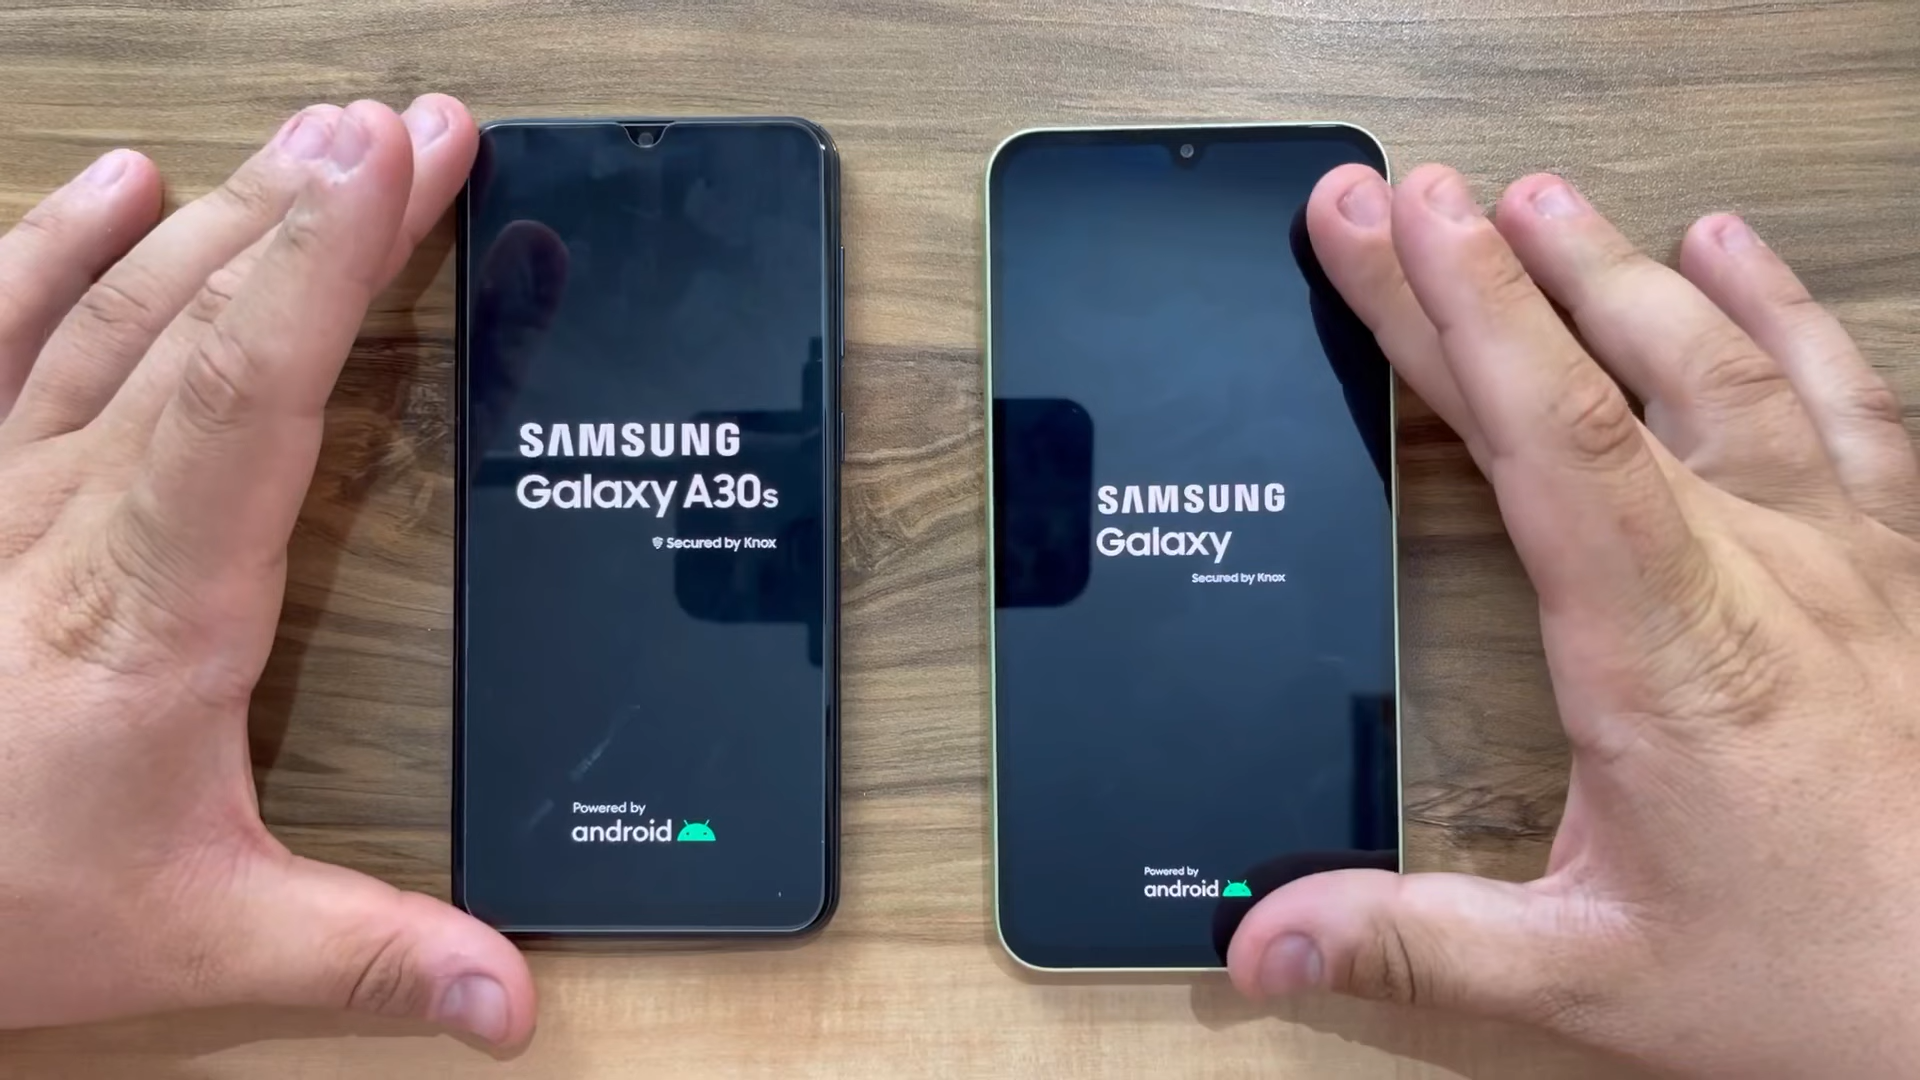 SAMSUNG
Galaxy A30s
Secured by Knox
Powered by
android
SAMSUNG
Galaxy
Secured by Knox
Powered by
android